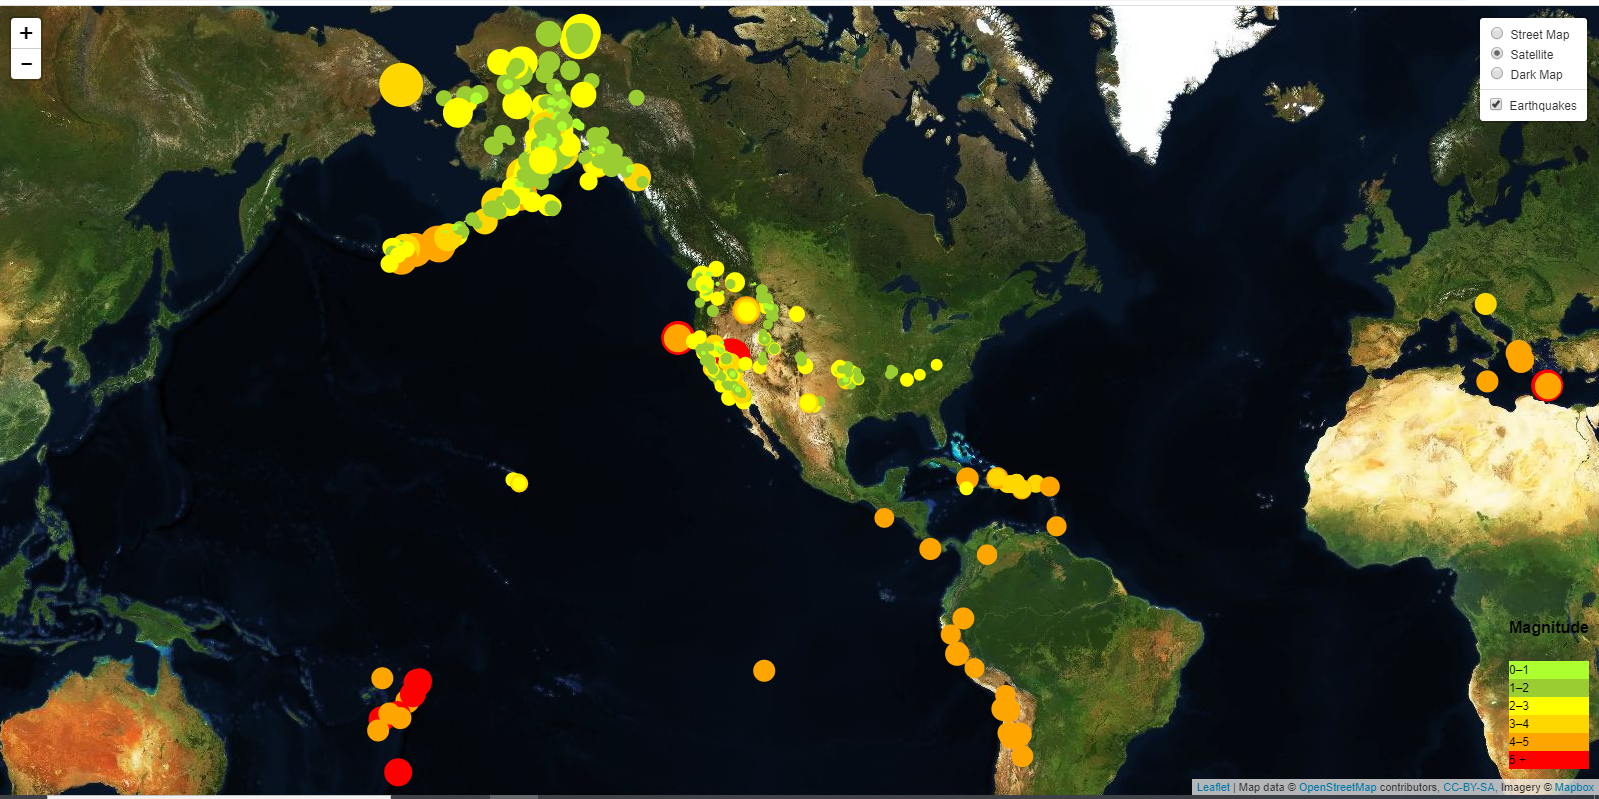 +
−
Street Map
Satellite
Dark Map
Earthquakes
Magnitude
0–1
1–2
2–3
3–4
4–5
5 +
Leaflet | Map data © OpenStreetMap contributors, CC-BY-SA, Imagery © Mapbox